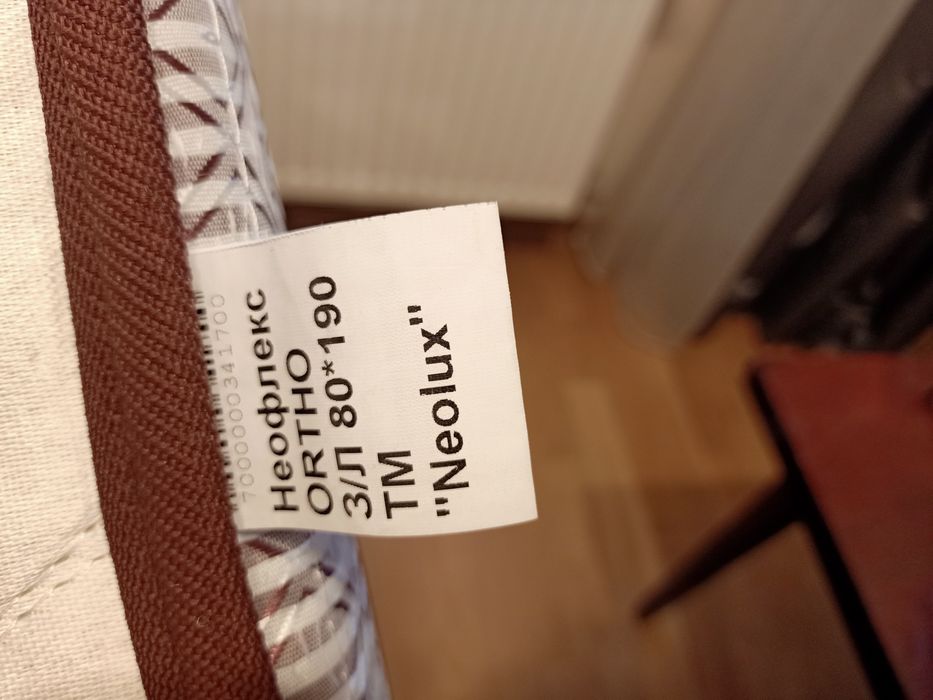 7000000341700
Неофлекс
ORTHO
З/Л 80*190
ТМ
"Neolux"